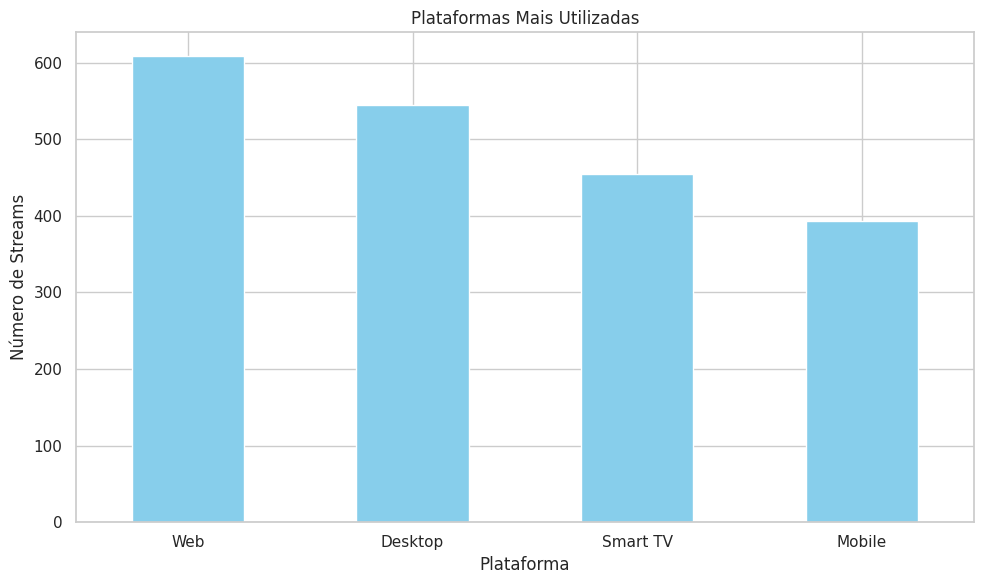 Plataformas Mais Utilizadas
Número de Streams
600
500
400
300
200
100
0
Web Desktop Smart TV Mobile
Plataforma